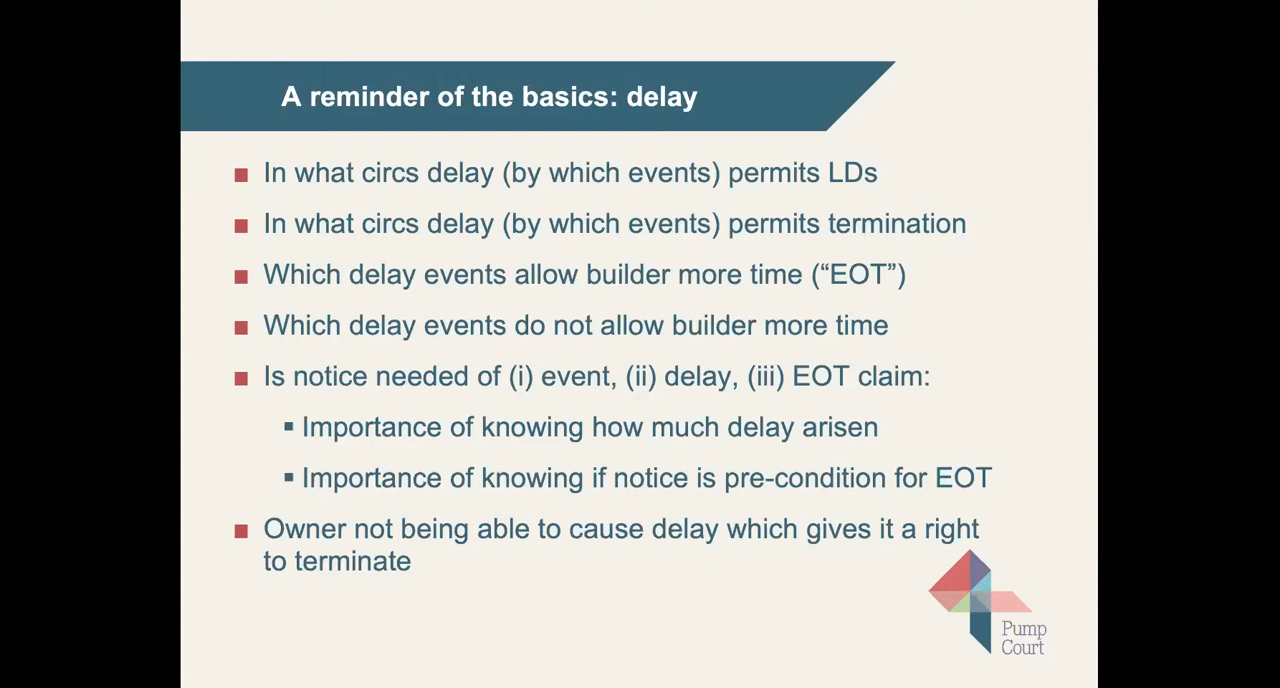 A reminder of the basics: delay
In what circs delay (by which events) permits LDs
In what circs delay (by which events) permits termination
Which delay events allow builder more time (“EOT”)
Which delay events do not allow builder more time
Is notice needed of (i) event, (ii) delay, (iii) EOT claim:
Importance of knowing how much delay arisen
Importance of knowing if notice is pre-condition for EOT
Owner not being able to cause delay which gives it a right
to terminate
Pump
Court